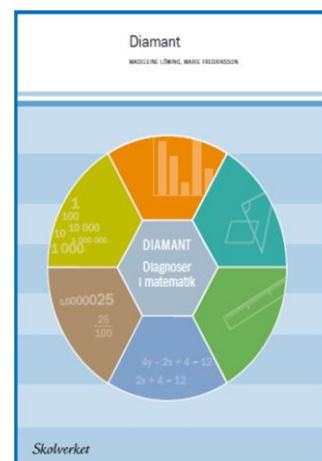 Diamant
MADELEINE LÖWING, MARIE FREDRIKSSON
1
100
10 10 000
1 000 000
1 000
DIAMANT
Diagnoser
i matematik
0,0000025
25
100
4y – 2x + 4 = 12
2x + 4 = 12
Skolverket